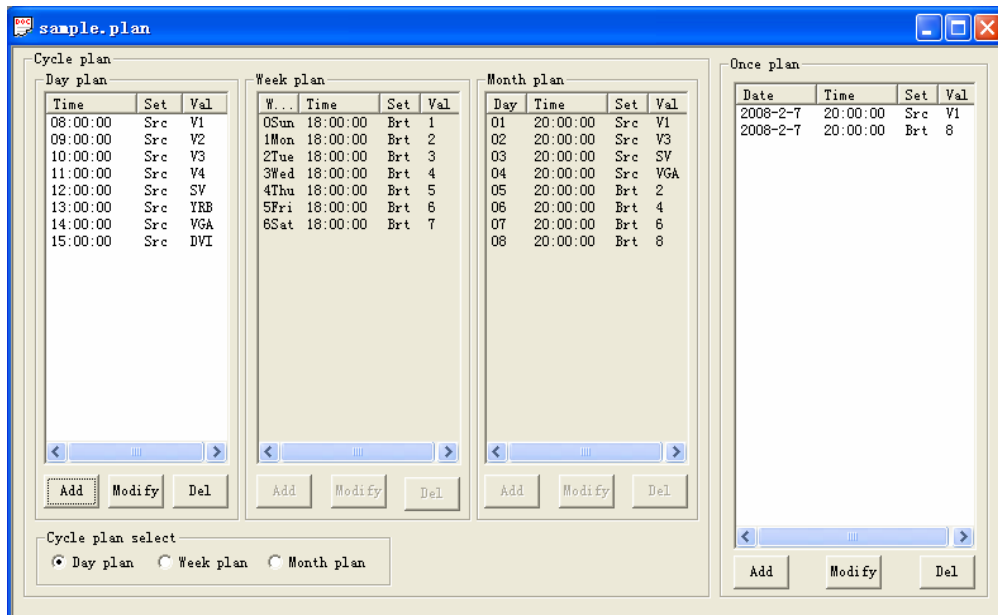 DOC sample.plan
Cycle plan
Day plan
Time Set Val
08:00:00 Src V1
09:00:00 Src V2
10:00:00 Src V3
11:00:00 Src V4
12:00:00 Src SV
13:00:00 Src YRB
14:00:00 Src VGA
15:00:00 Src DVI
Add Modify Del
Week plan
W... Time Set Val
0Sun 18:00:00 Brt 1
1Mon 18:00:00 Brt 2
2Tue 18:00:00 Brt 3
3Wed 18:00:00 Brt 4
4Thu 18:00:00 Brt 5
5Fri 18:00:00 Brt 6
6Sat 18:00:00 Brt 7
Add Modify Del
Month plan
Day Time Set Val
01 20:00:00 Src V1
02 20:00:00 Src V3
03 20:00:00 Src SV
04 20:00:00 Src VGA
05 20:00:00 Brt 2
06 20:00:00 Brt 4
07 20:00:00 Brt 6
08 20:00:00 Brt 8
Add Modify Del
Cycle plan select
Day plan Week plan Month plan
Once plan
Date Time Set Val
2008-2-7 20:00:00 Src V1
2008-2-7 20:00:00 Brt 8
Add Modify Del